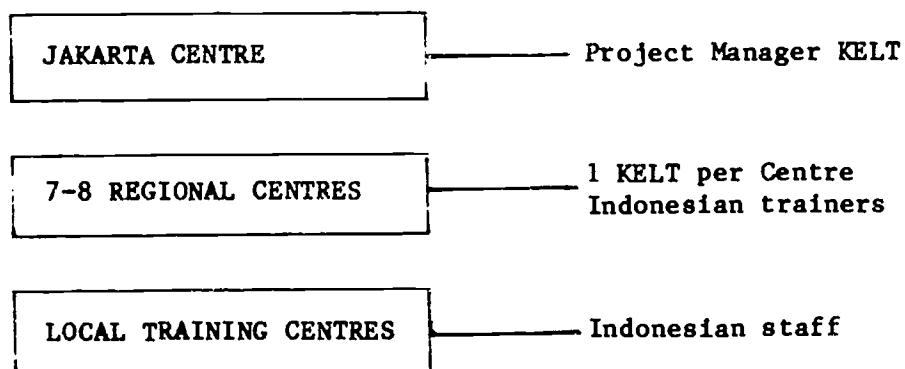 JAKARTA CENTRE
Project Manager KELT
7-8 REGIONAL CENTRES
1 KELT per Centre
Indonesian trainers
LOCAL TRAINING CENTRES
Indonesian staff